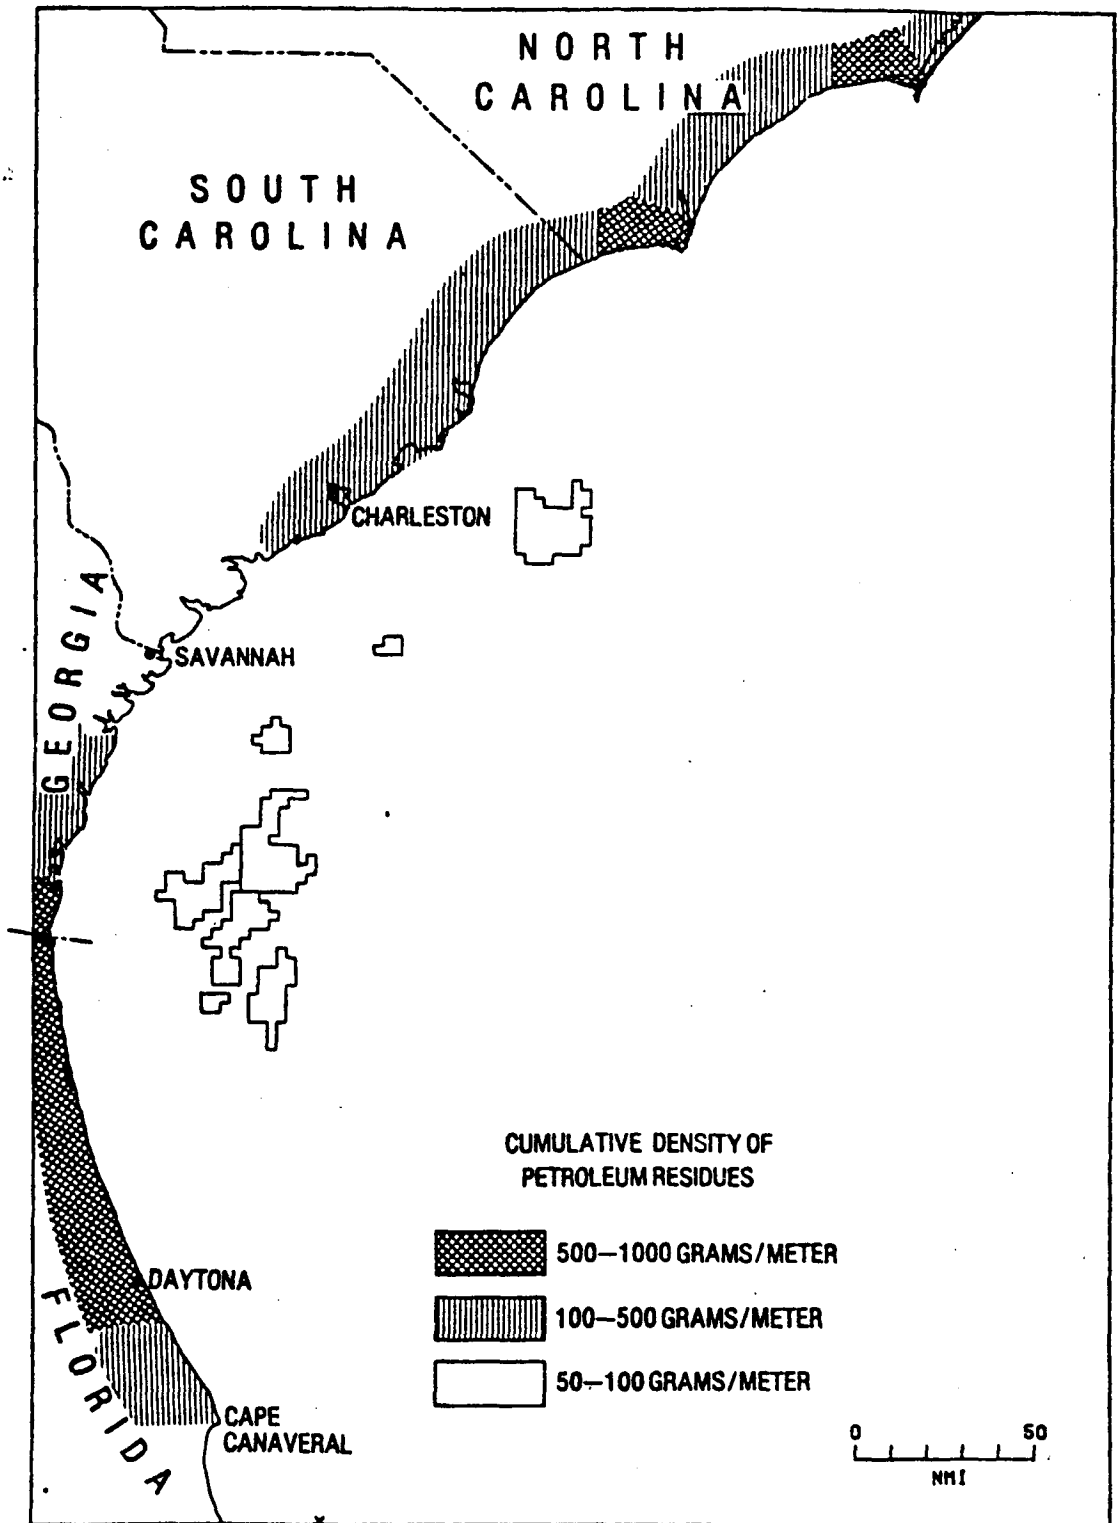 NORTH
CAROLINA
SOUTH
CAROLINA
CHARLESTON
GEORGIA
SAVANNAH
CUMULATIVE DENSITY OF
PETROLEUM RESIDUES
500–1000 GRAMS/METER
DAYTONA
100–500 GRAMS/METER
FLORIDA
50–100 GRAMS/METER
CAPE
CANAVERAL
0 50
NMI